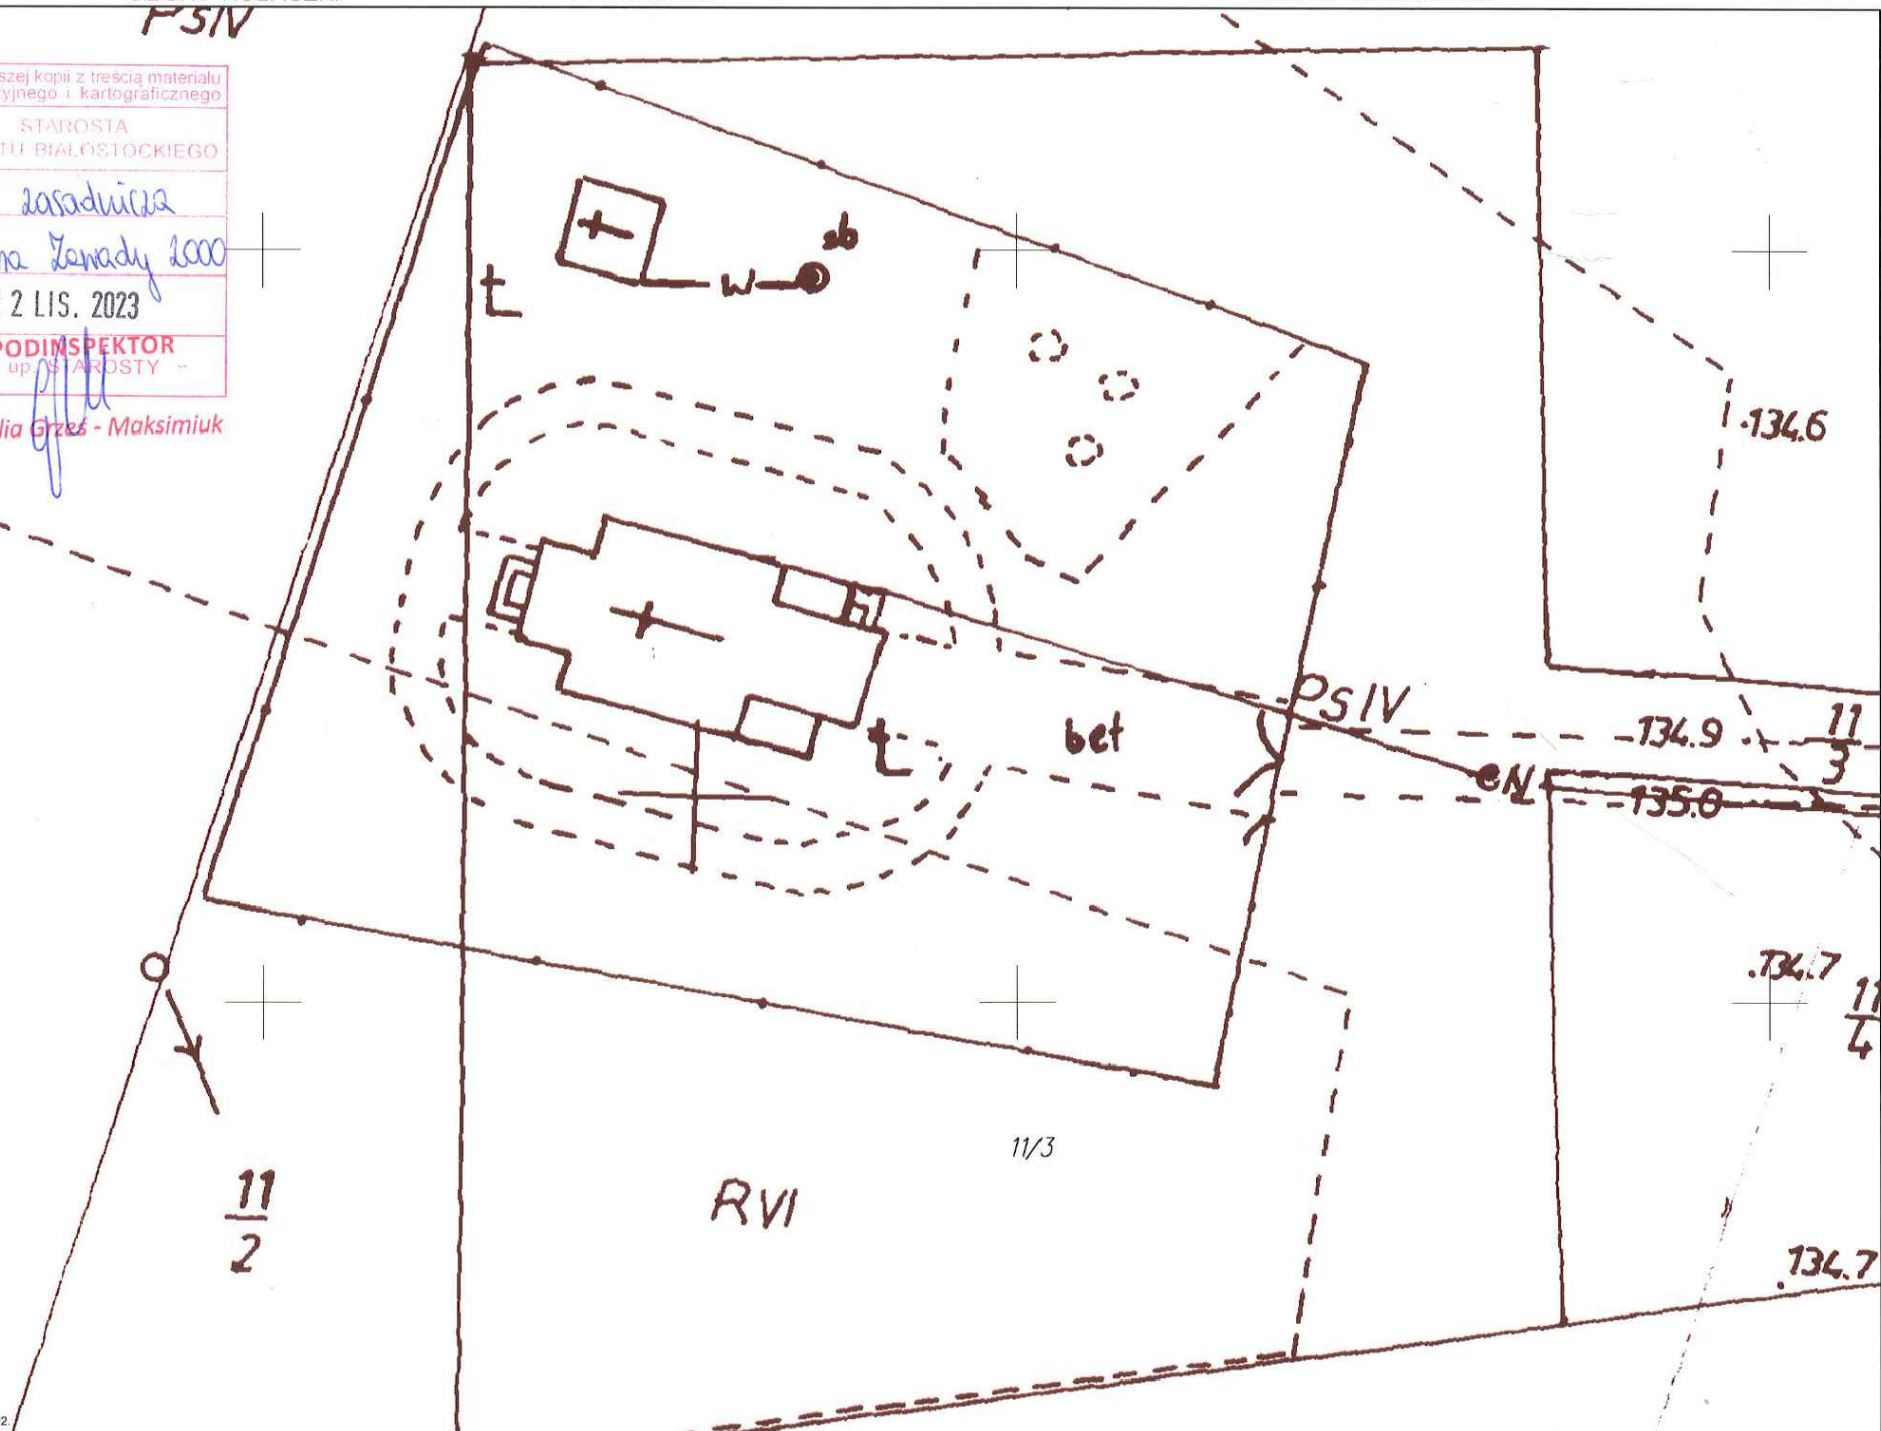 PSIV
szej kopii z treścią materiału
yjnego i kartograficznego
STAROSTA
TU BIAŁOSTOCKIEGO
zasadnicza
na Zawady 2000
2 LIS. 2023
PODINSPEKTOR
up. STAROSTY
lia Grześ - Maksimiuk
sb
t
w
134.6
PSIV
bet
t
134.9
11
3
N
135.0
134.7
11
4
11/3
11
2
RVI
134.7
2.